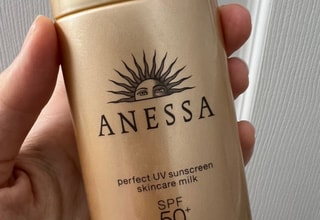 ANESSA
perfect UV sunscreen
skincare milk
SPF
50+